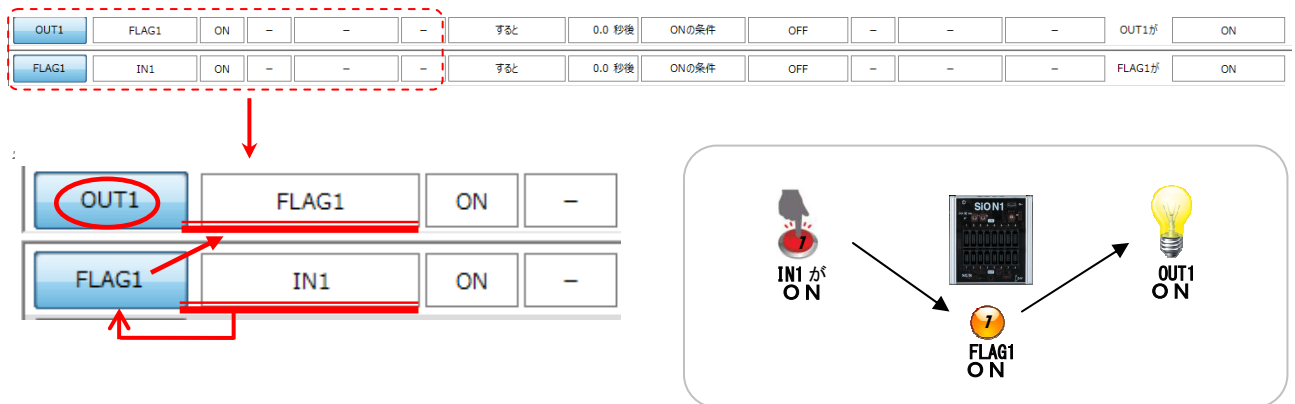 OUT1 FLAG1 ON – – – すると 0.0 秒後 ONの条件 OFF – – – OUT1が ON
FLAG1 IN1 ON – – – すると 0.0 秒後 ONの条件 OFF – – – FLAG1が ON
OUT1 FLAG1 ON –
FLAG1 IN1 ON –
SiON1
1
IN1 が
ON
OUT1
ON
1
FLAG1
ON